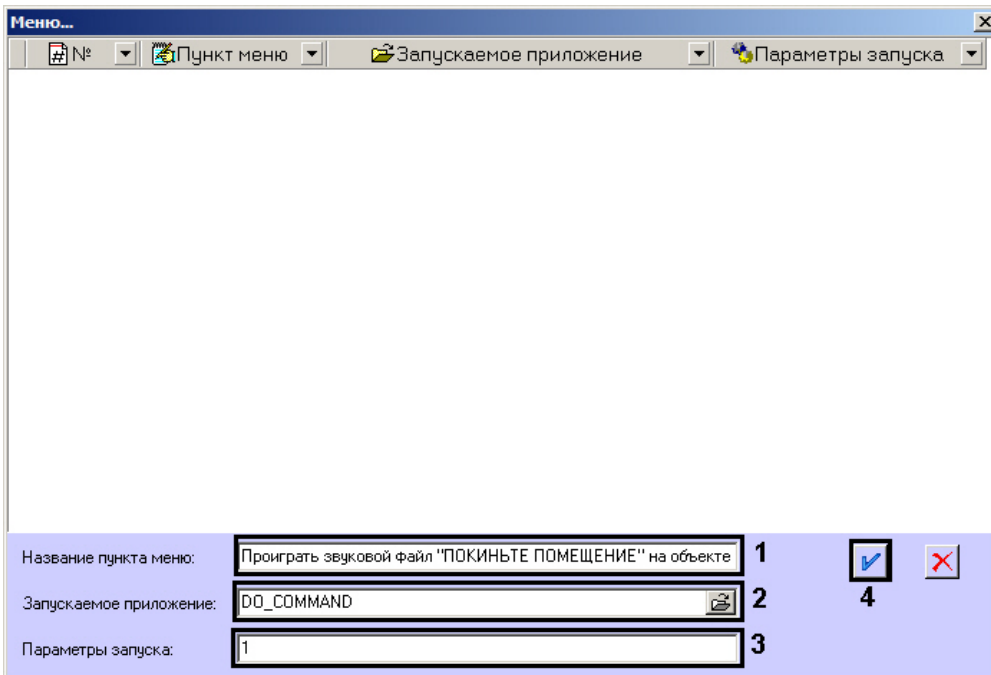 Меню...
№ Пункт меню Запускаемое приложение Параметры запуска
Название пункта меню: Проиграть звуковой файл "ПОКИНЬТЕ ПОМЕЩЕНИЕ" на объекте 1
Запускаемое приложение: DO_COMMAND 2 4
Параметры запуска: 1 3